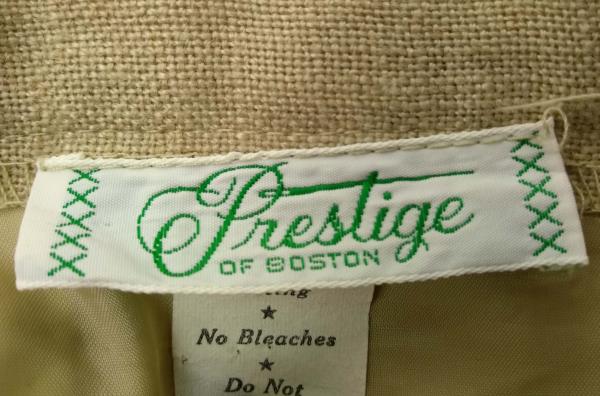 Prestige
OF BOSTON
No Bleaches
Do Not